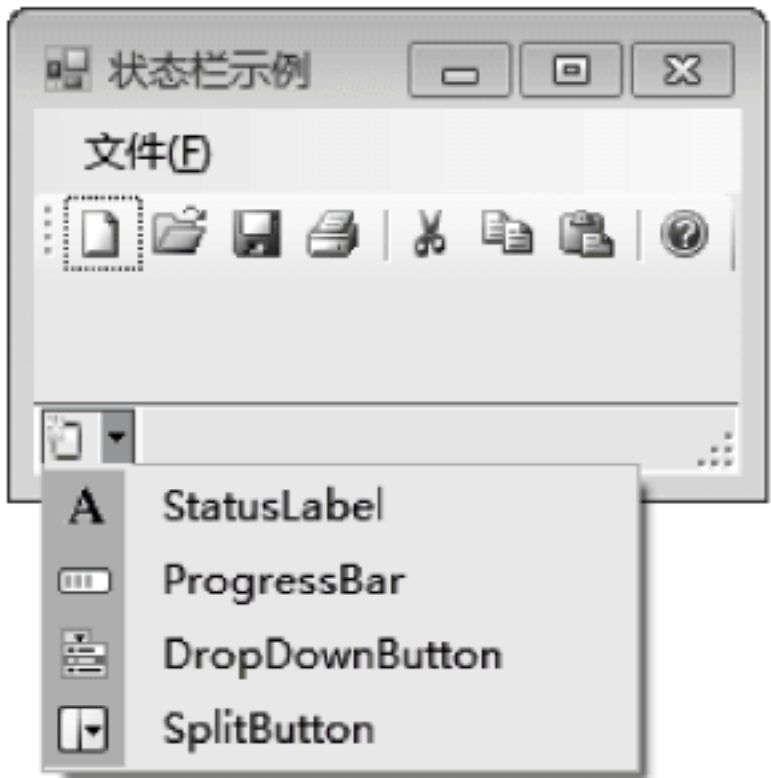 状态栏示例
文件(F)
StatusLabel
ProgressBar
DropDownButton
SplitButton